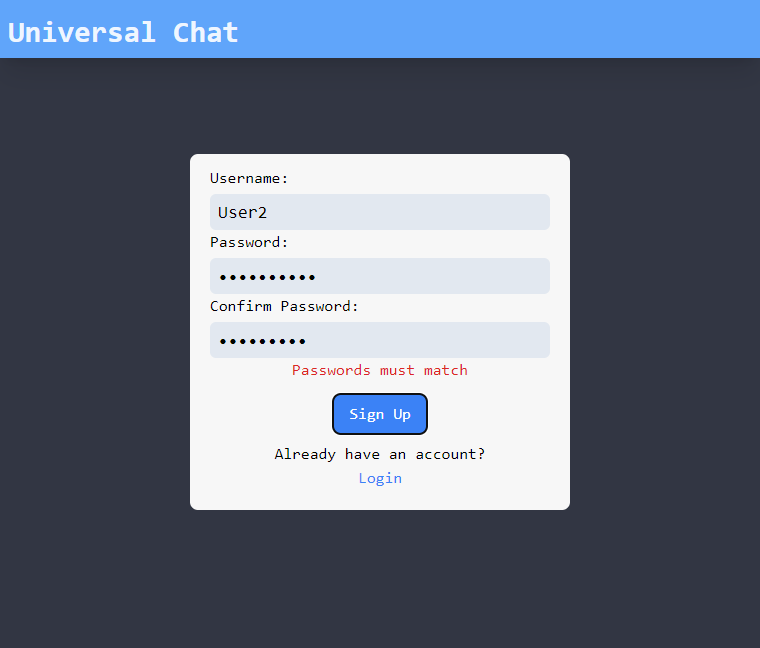 Universal Chat
Username:
User2
Password:
••••••••••
Confirm Password:
•••••••••
Passwords must match
Sign Up
Already have an account?
Login